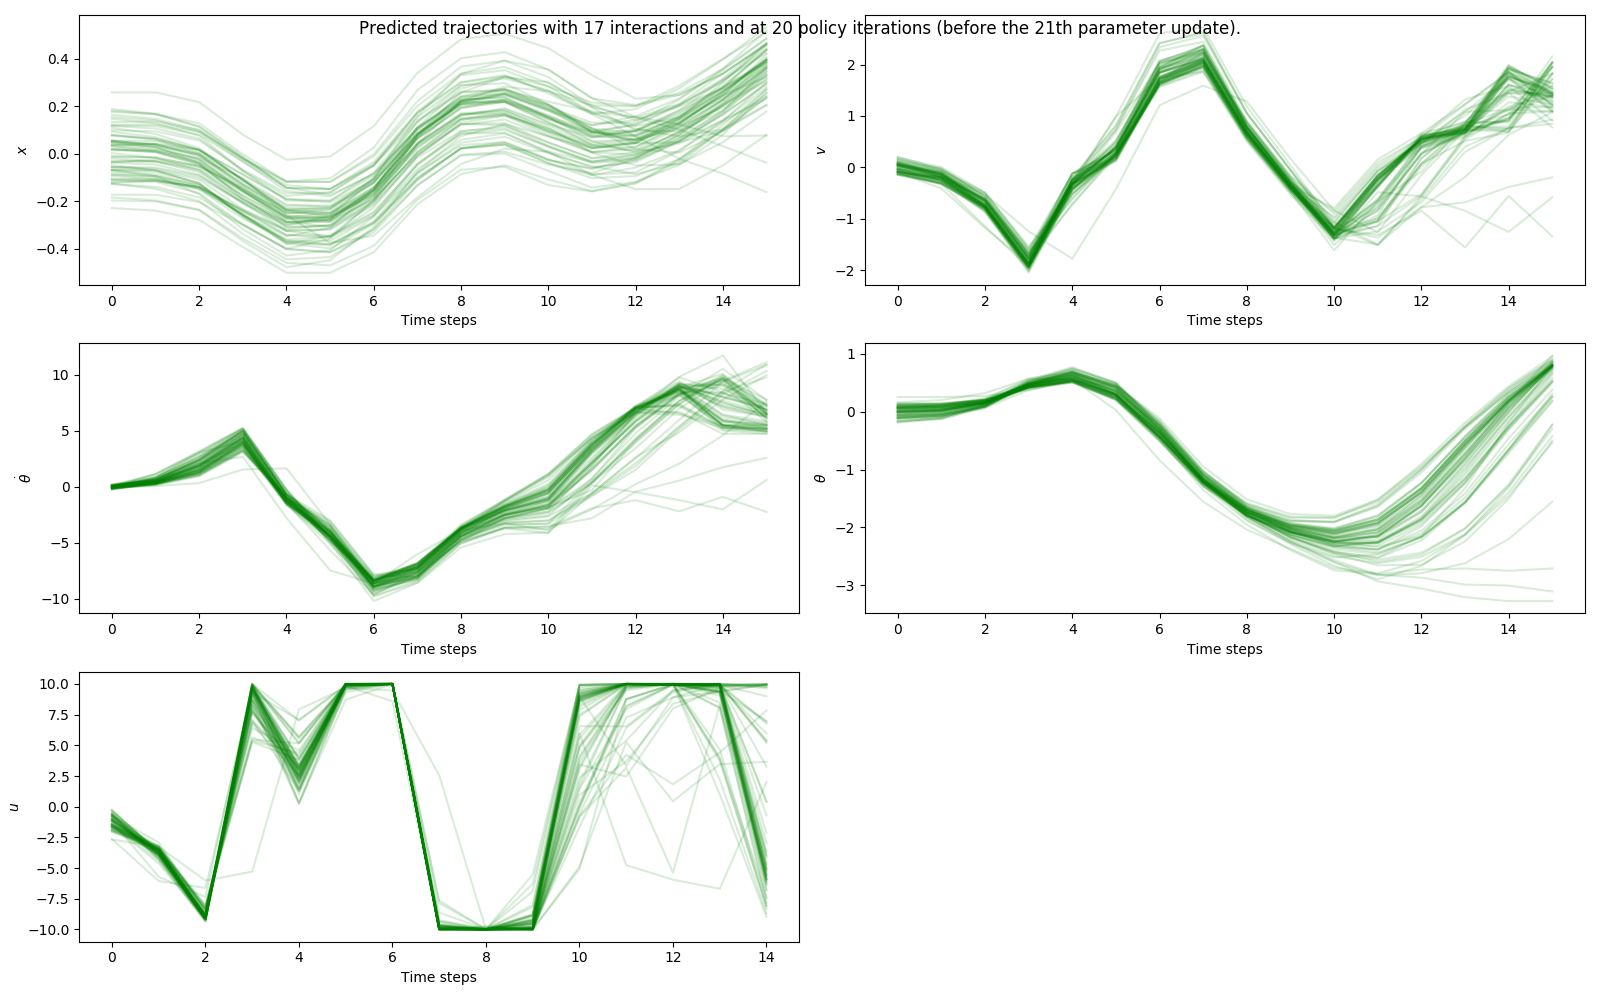 Predicted trajectories with 17 interactions and at 20 policy iterations (before the 21th parameter update).
0.4
0.2
0.0
−0.2
−0.4
x
0 2 4 6 8 10 12 14
Time steps
2
1
0
−1
−2
v
0 2 4 6 8 10 12 14
Time steps
10
5
0
−5
−10
θ̇
0 2 4 6 8 10 12 14
Time steps
1
0
−1
−2
−3
θ
0 2 4 6 8 10 12 14
Time steps
10.0
7.5
5.0
2.5
0.0
−2.5
−5.0
−7.5
−10.0
u
0 2 4 6 8 10 12 14
Time steps